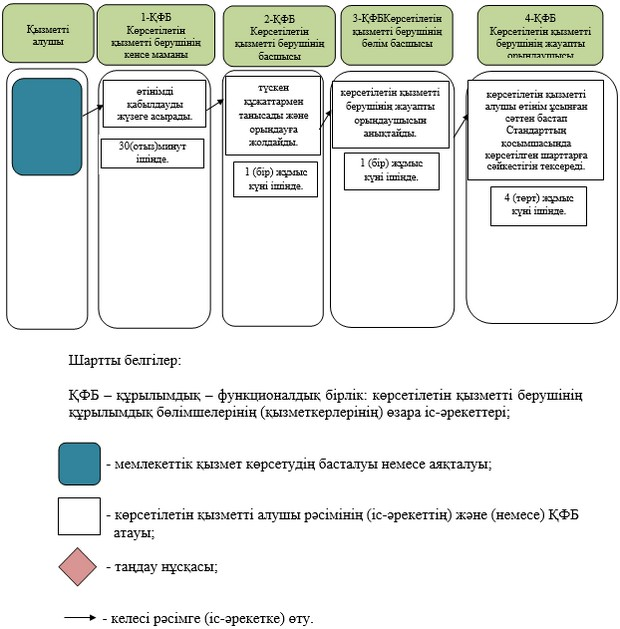 Қызметті
алушы
1-ҚФБ
Көрсетілетін
қызметті берушінің
кеңсе маманы
2-ҚФБ
Көрсетілетін
қызметті берушінің
басшысы
3-ҚФБКөрсетілетін
қызметті берушінің
бөлім басшысы
4-ҚФБ
Көрсетілетін қызметті
берушінің жауапты
орындаушысы
өтінімді
қабылдауды
жүзеге асырады.
30(отыз)минут
ішінде.
түскен
құжаттармен
танысады және
орындауға
жолдайды.
1 (бір) жұмыс
күні ішінде.
көрсетілетін қызметті
берушінің жауапты
орындаушысын
анықтайды.
1 (бір) жұмыс
күні ішінде.
көрсетілетін қызметті
алушы өтінім ұсынған
сәттен бастап
Стандарттың
қосымшасында
көрсетілген шарттарға
сәйкестігін тексереді.
4 (төрт) жұмыс
күні ішінде.
Шартты белгілер:
ҚФБ – құрылымдық – функционалдық бірлік: көрсетілетін қызметті берушінің
құрылымдық бөлімшелерінің (қызметкерлерінің) өзара іс-әрекеттері;
- мемлекеттік қызмет көрсетудің басталуы немесе аяқталуы;
- көрсетілетін қызметті алушы рәсімінің (іс-әрекеттің) және (немесе) ҚФБ
атауы;
- таңдау нұсқасы;
- келесі рәсімге (іс-әрекетке) өту.